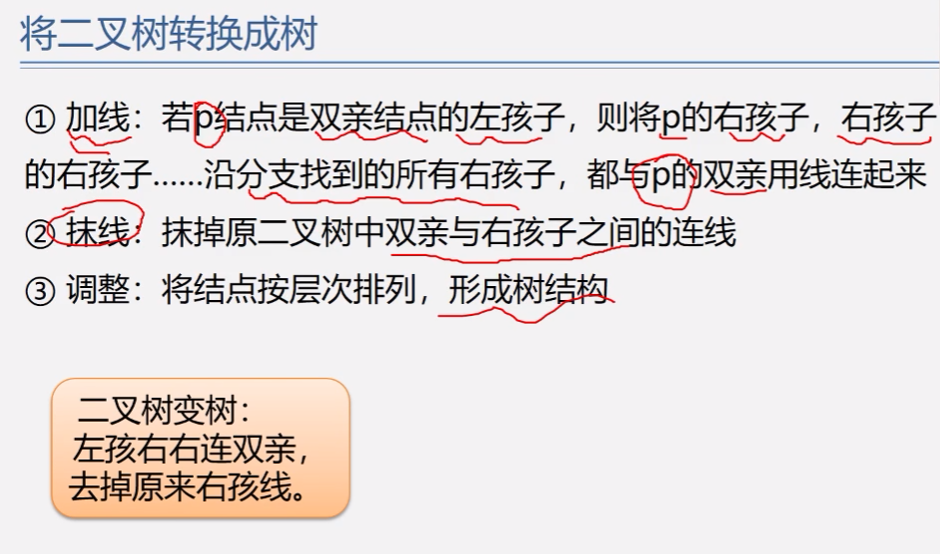 将二叉树转换成树
① 加线：若p结点是双亲结点的左孩子，则将p的右孩子，右孩子
的右孩子……沿分支找到的所有右孩子，都与p的双亲用线连起来
② 抹线：抹掉原二叉树中双亲与右孩子之间的连线
③ 调整：将结点按层次排列，形成树结构
二叉树变树：
左孩右右连双亲，
去掉原来右孩线。